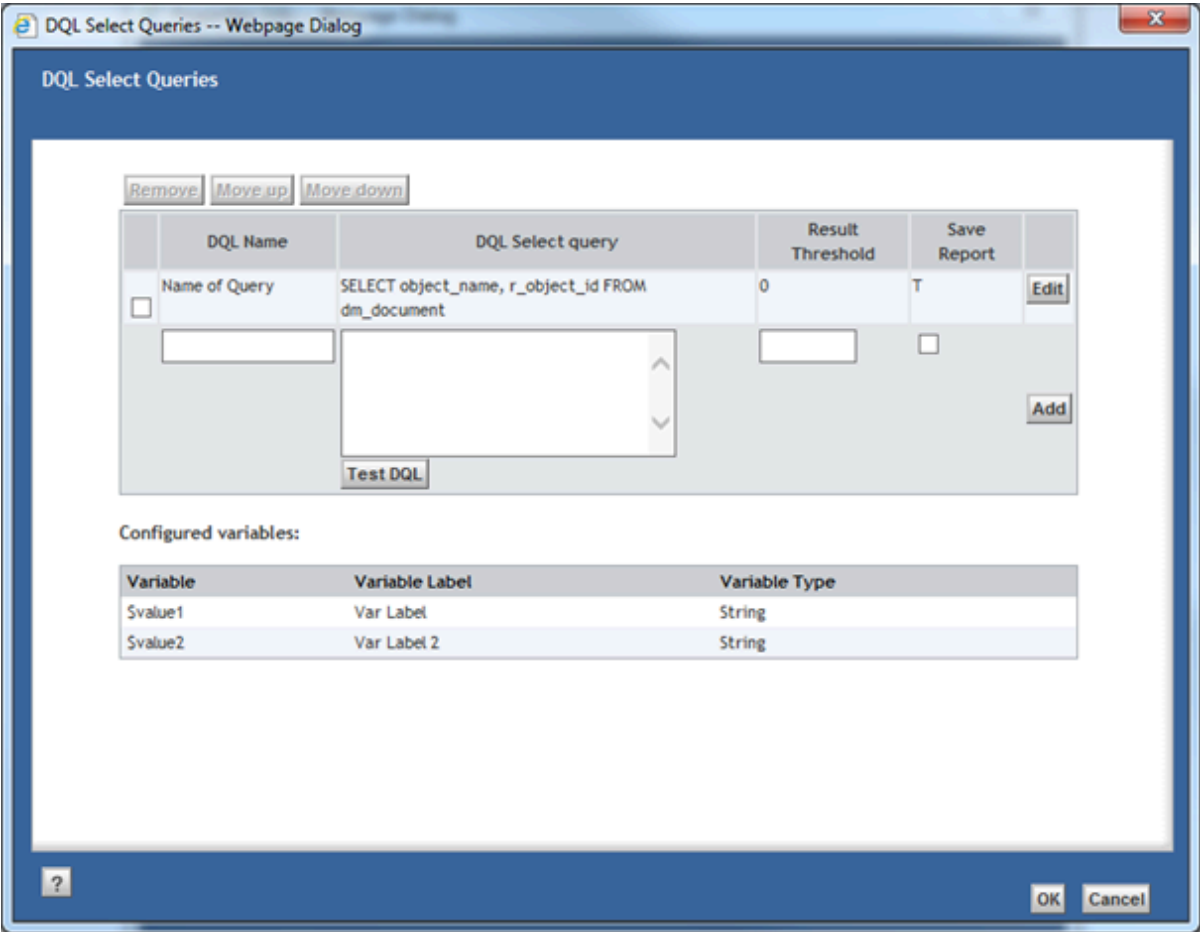 DQL Select Queries -- Webpage Dialog
DQL Select Queries
Remove Move up Move down
DQL Name DQL Select query Result Threshold Save Report
Name of Query SELECT object_name, r_object_id FROM 0 T Edit
dm_document
Add
Test DQL
Configured variables:
Variable Variable Label Variable Type
$value1 Var Label String
$value2 Var Label 2 String
?
OK Cancel